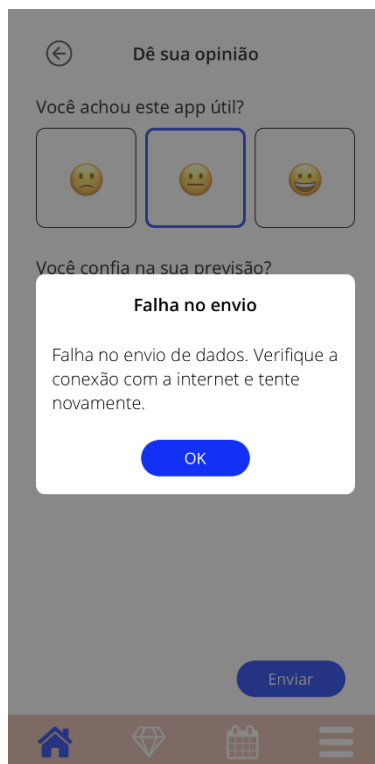 Dê sua opinião
Você achou este app útil?
Você confia na sua previsão?
Falha no envio
Falha no envio de dados. Verifique a
conexão com a internet e tente
novamente.
OK
Enviar